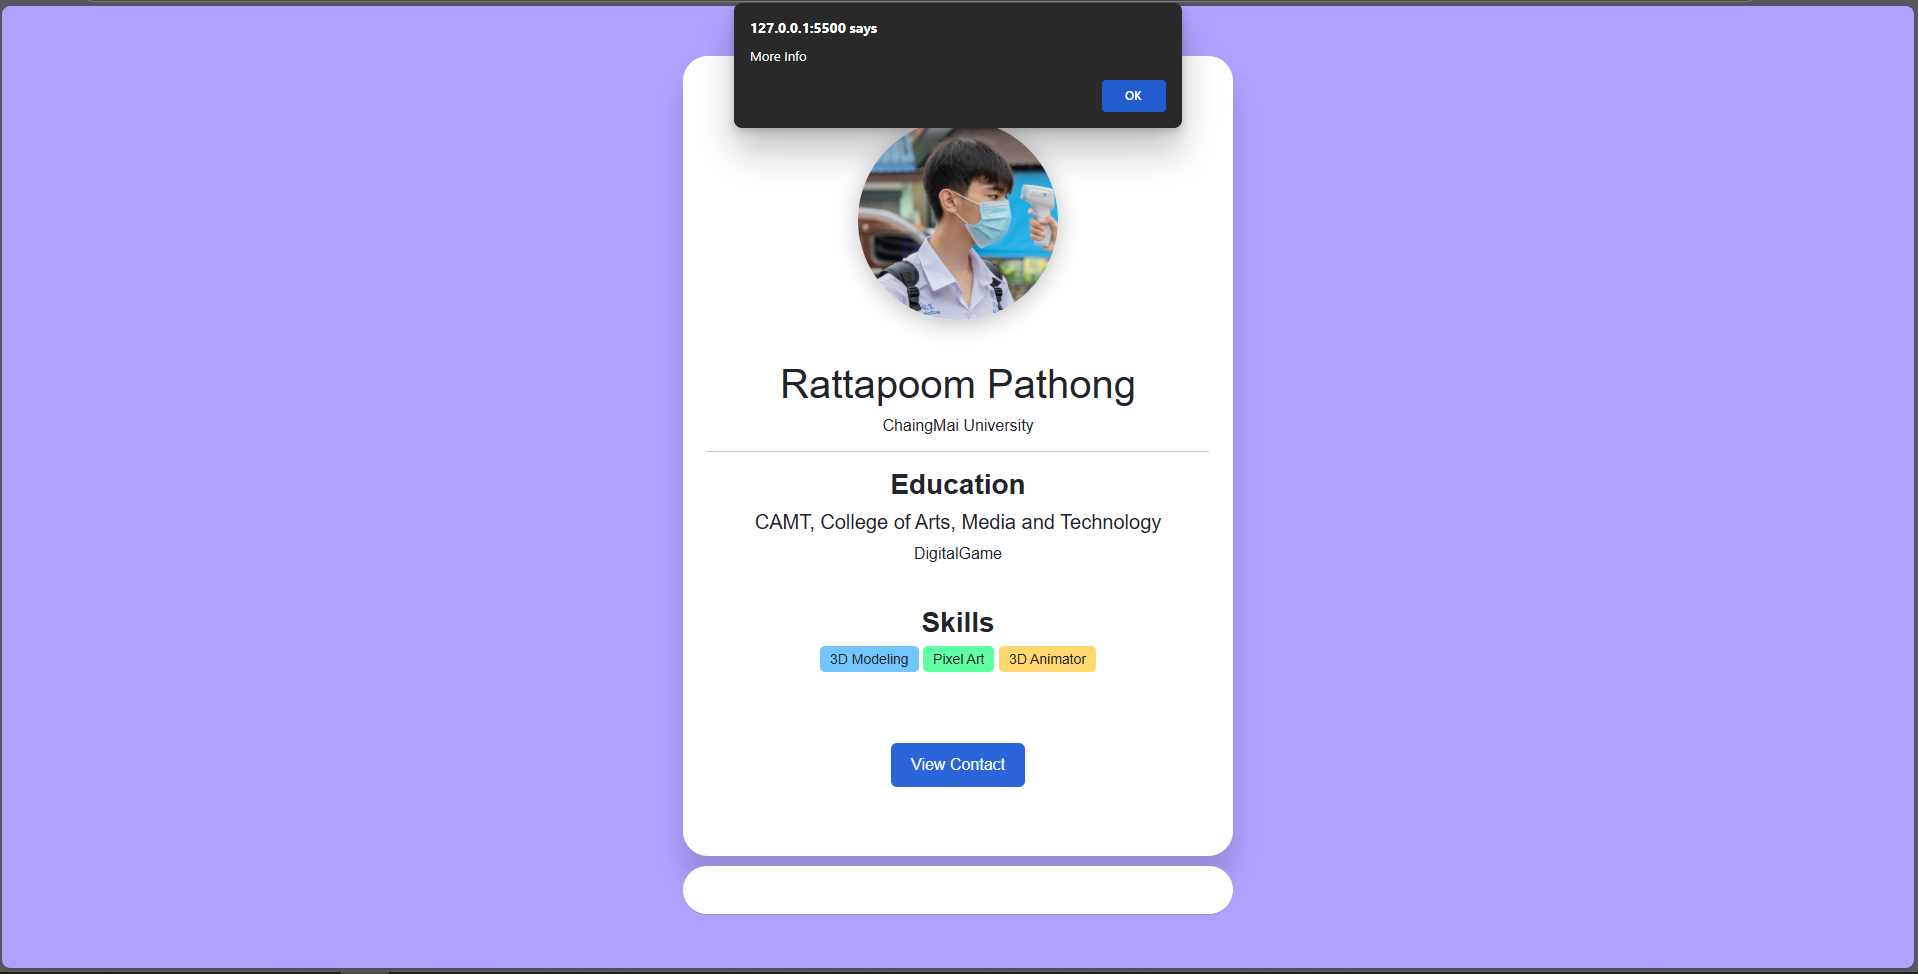 127.0.0.1:5500 says
More Info
OK
Rattapoom Pathong
ChaingMai University
Education
CAMT, College of Arts, Media and Technology
DigitalGame
Skills
3D Modeling Pixel Art 3D Animator
View Contact